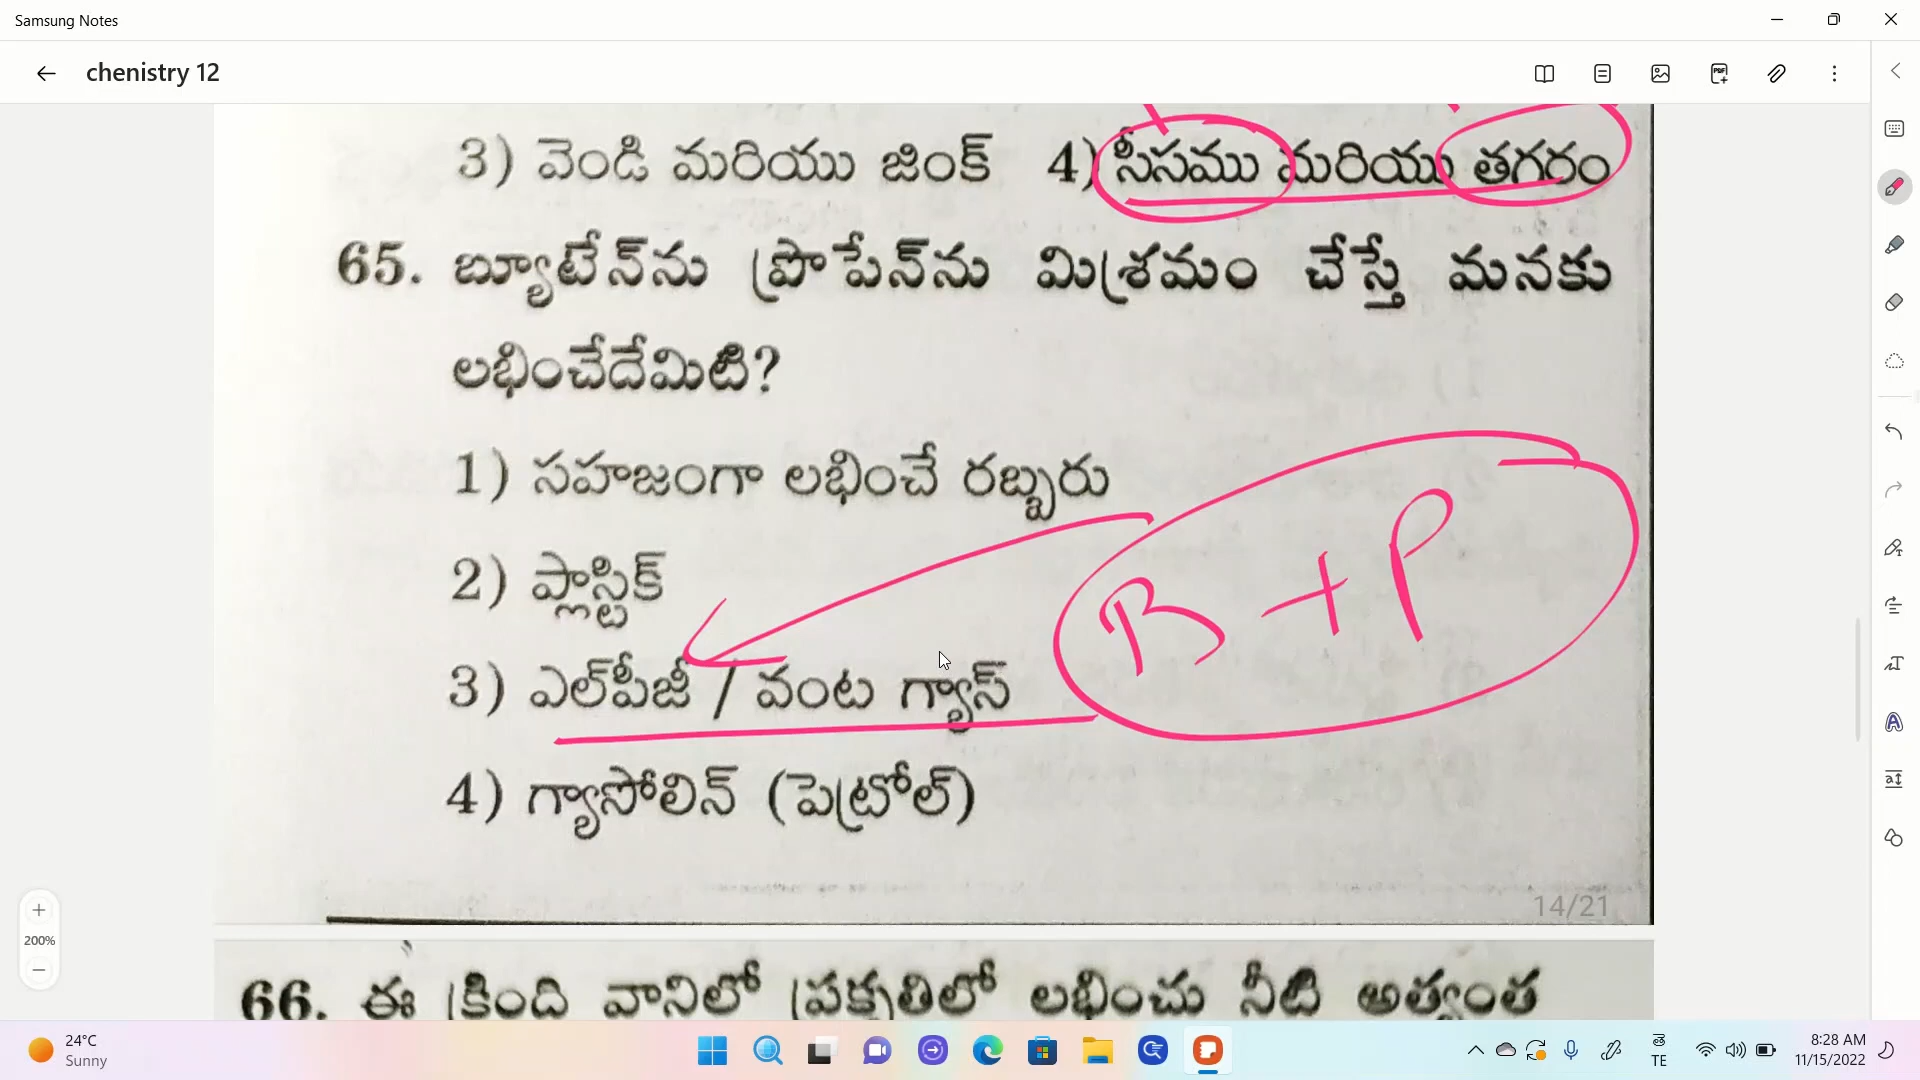 Samsung Notes
chenistry 12
3) వెండి మరియు జింక్ 4) సీసము మరియు తగరం
65. బ్యూటేన్‌ను ప్రొపేన్‌ను మిశ్రమం చేస్తే మనకు
లభించేదేమిటి?
1) సహజంగా లభించే రబ్బరు
2) ప్లాస్టిక్
3) ఎల్‌పీజీ / వంట గ్యాస్
B + P
4) గ్యాసోలిన్ (పెట్రోల్)
14/21
200%
66. ఈ క్రింది వానిలో ప్రకృతిలో లభించు నీటి అత్యంత
24°C
Sunny
తె
TE
8:28 AM
11/15/2022